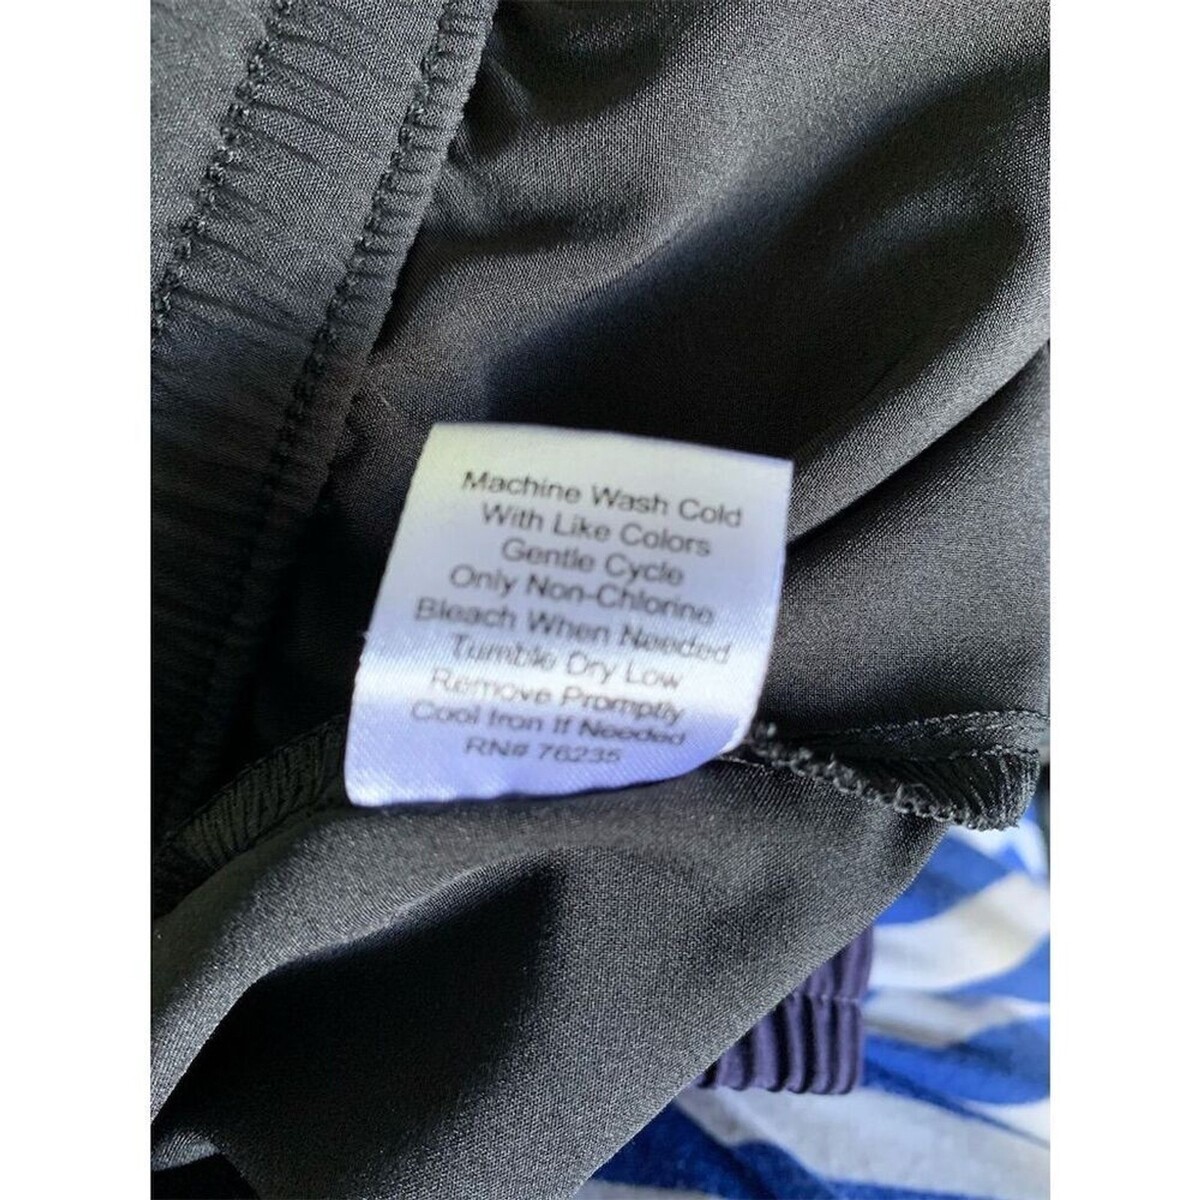 Machine Wash Cold
With Like Colors
Gentle Cycle
Only Non-Chlorine
Bleach When Needed
Tumble Dry Low
Remove Promptly
Cool Iron If Needed
RN# 76235